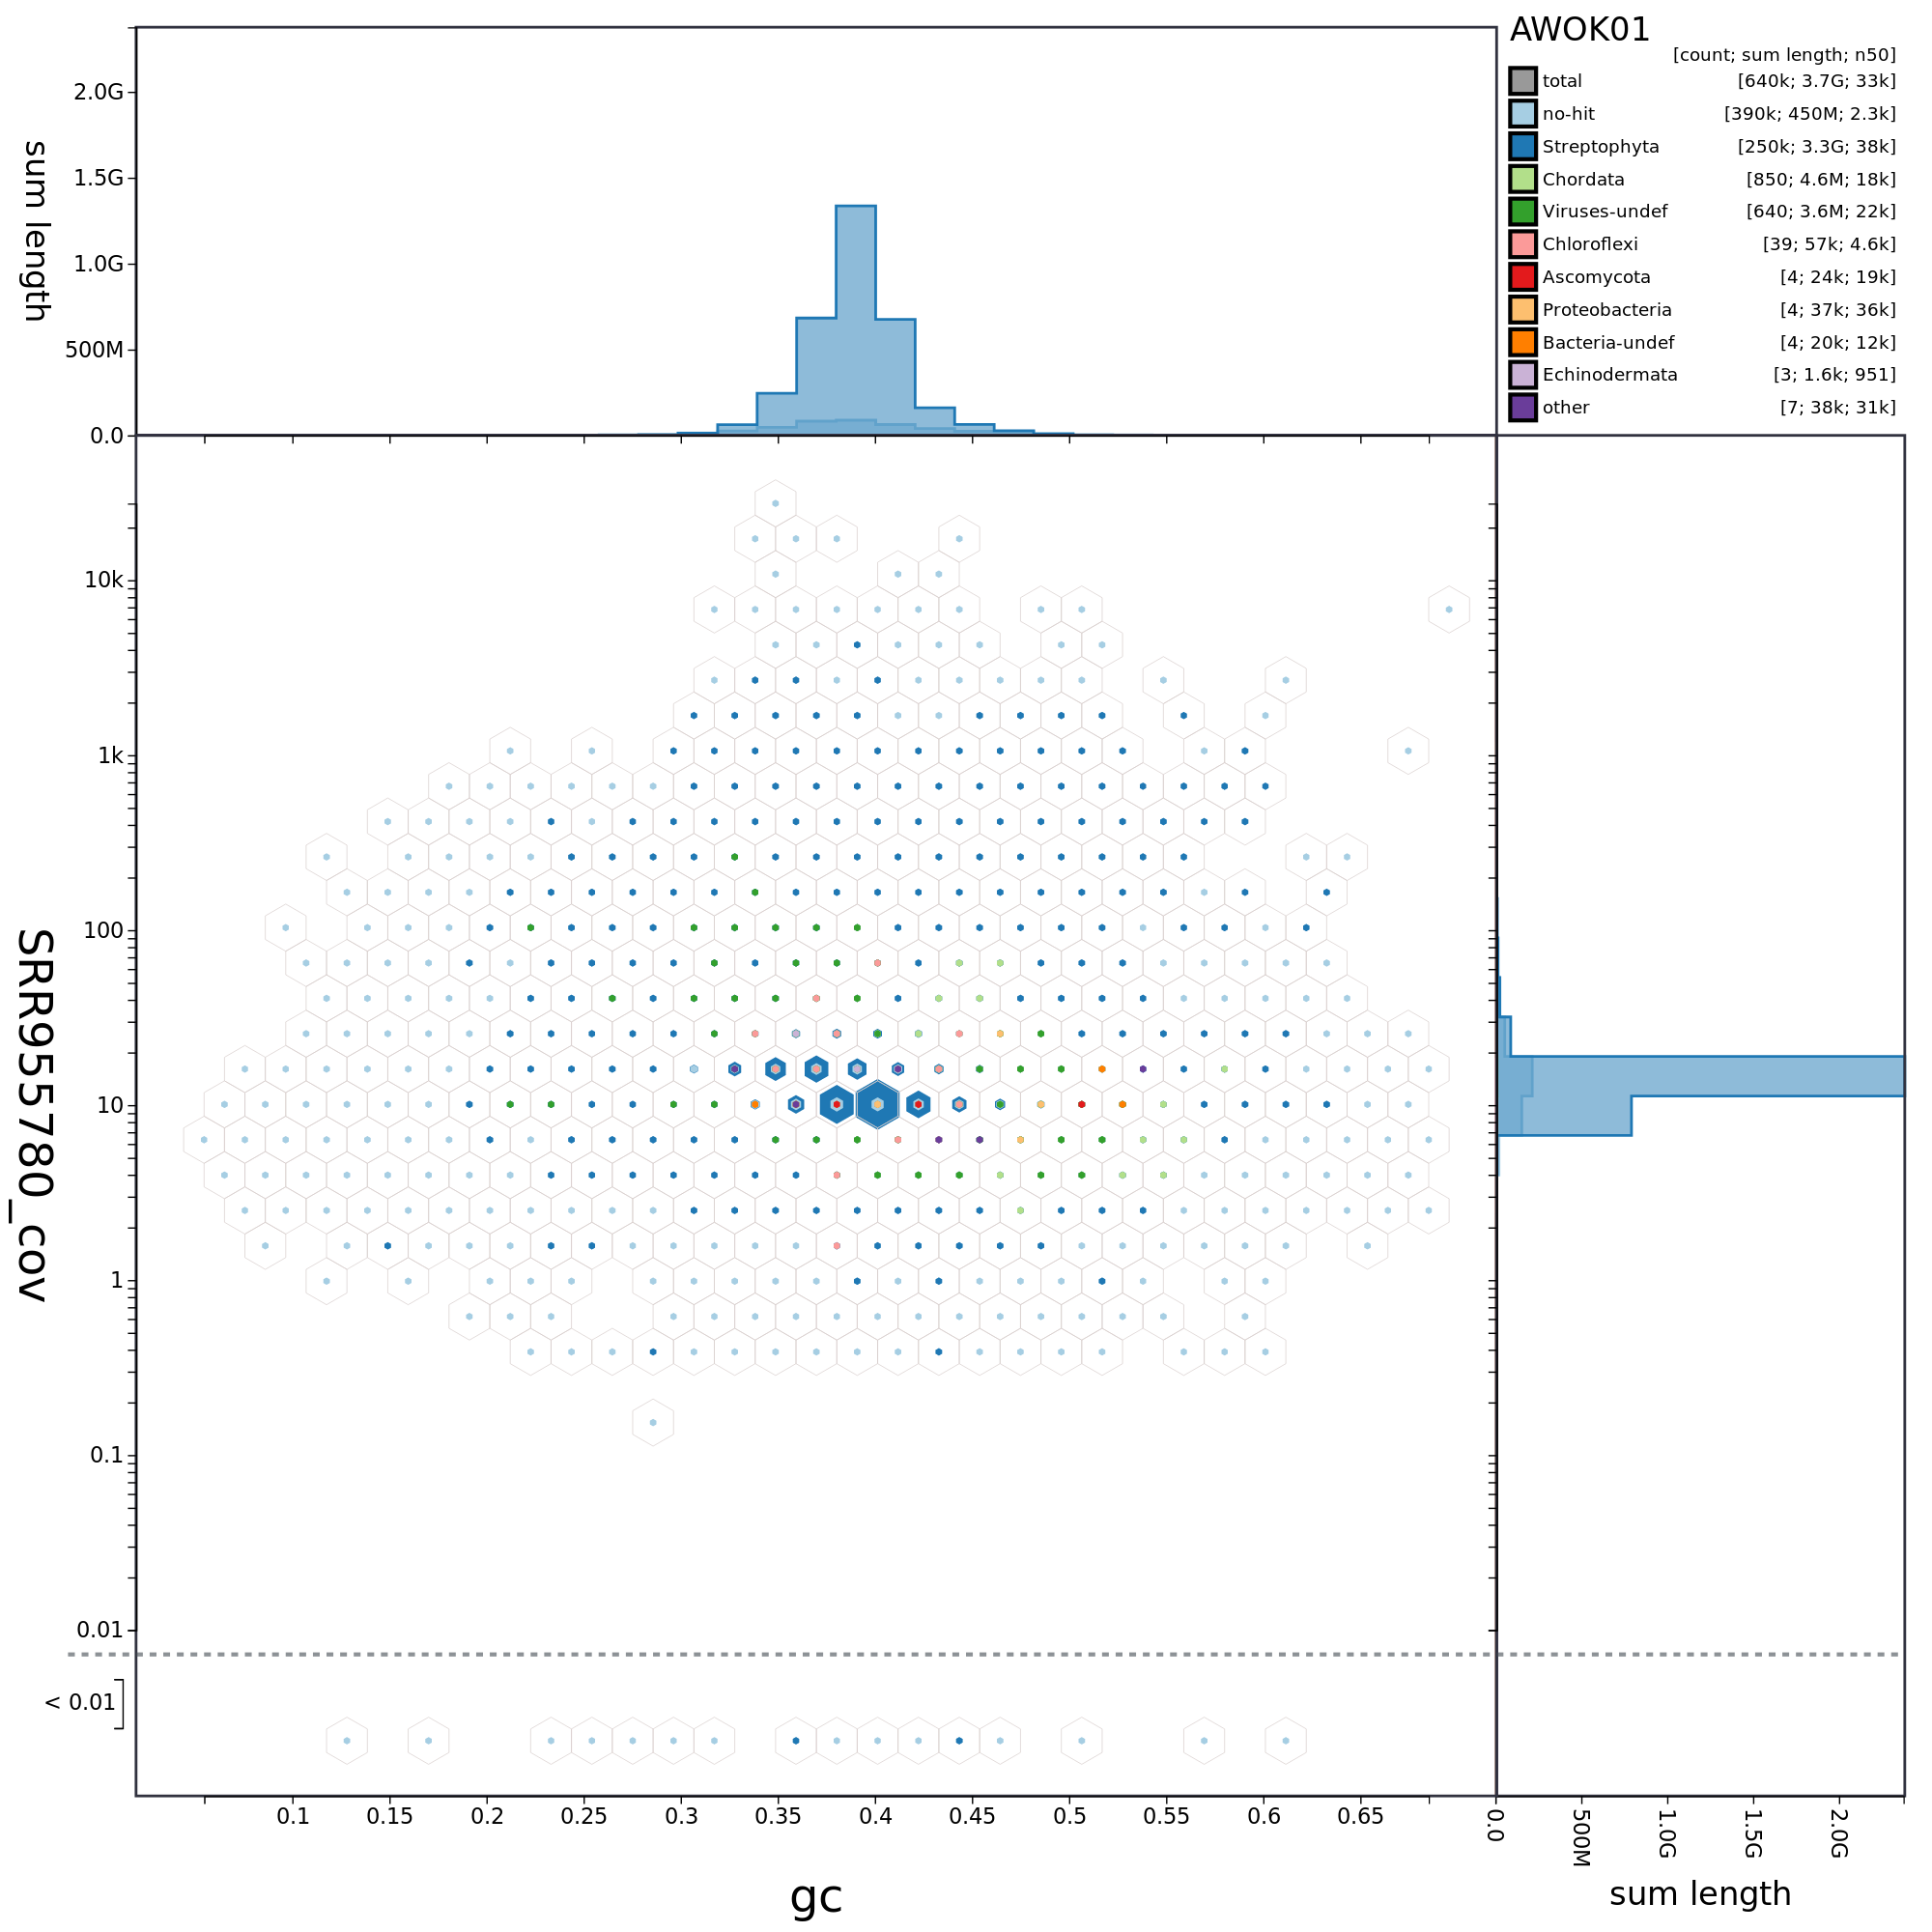 AWOK01
[count; sum length; n50]
total [640k; 3.7G; 33k]
no-hit [390k; 450M; 2.3k]
Streptophyta [250k; 3.3G; 38k]
Chordata [850; 4.6M; 18k]
Viruses-undef [640; 3.6M; 22k]
Chloroflexi [39; 57k; 4.6k]
Ascomycota [4; 24k; 19k]
Proteobacteria [4; 37k; 36k]
Bacteria-undef [4; 20k; 12k]
Echinodermata [3; 1.6k; 951]
other [7; 38k; 31k]
sum length
2.0G
1.5G
1.0G
500M
0.0
SRR955780_cov
10k
1k
100
10
1
0.1
0.01
< 0.01
0.1 0.15 0.2 0.25 0.3 0.35 0.4 0.45 0.5 0.55 0.6 0.65
gc
0.0 500M 1.0G 1.5G 2.0G
sum length